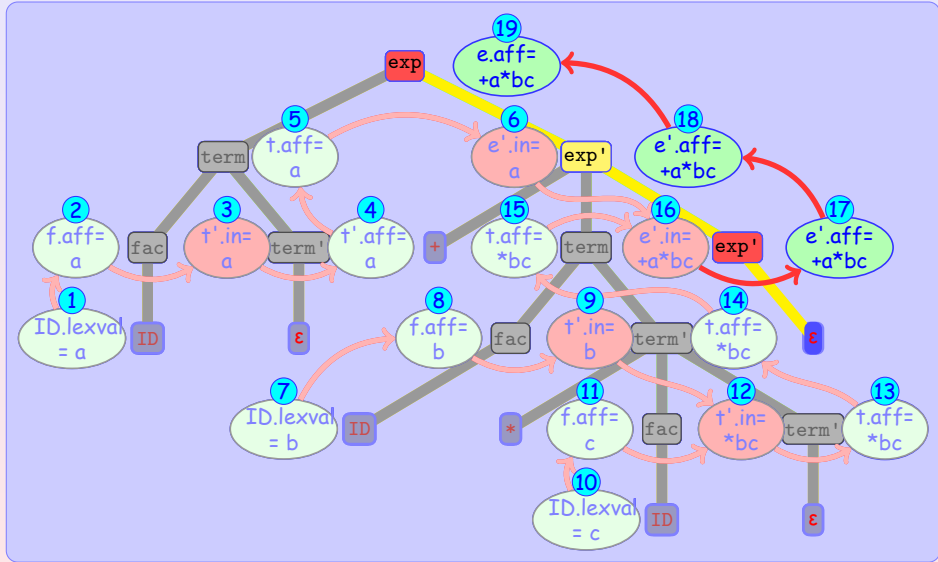 19
e.aff=
+a*bc
exp
5
t.aff=
a
6
e'.in=
a
18
e'.aff=
+a*bc
term
exp'
2
f.aff=
a
3
t'.in=
a
4
t'.aff=
a
15
t.aff=
*bc
16
e'.in=
+a*bc
17
e'.aff=
+a*bc
fac
term'
+
term
exp'
1
ID.lexval
= a
ID
ε
8
f.aff=
b
9
t'.in=
b
14
t.aff=
*bc
fac
term'
ε
7
ID.lexval
= b
ID
*
11
f.aff=
c
fac
12
t'.in=
*bc
term'
13
t.aff=
*bc
10
ID.lexval
= c
ID
ε